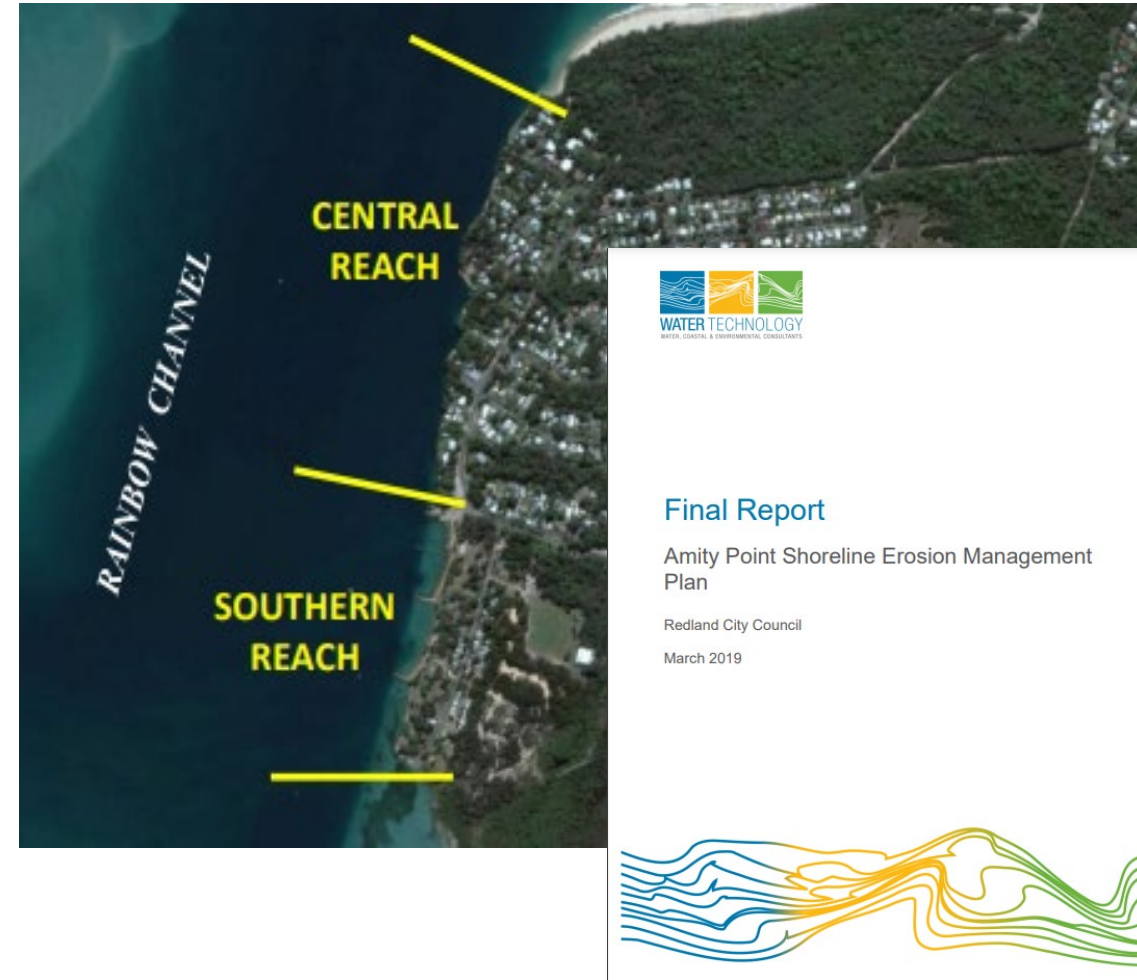 CENTRAL
REACH
RAINBOW CHANNEL
SOUTHERN
REACH
WATER TECHNOLOGY
WATER, COASTAL & ENVIRONMENTAL CONSULTANTS
Final Report
Amity Point Shoreline Erosion Management
Plan
Redland City Council
March 2019